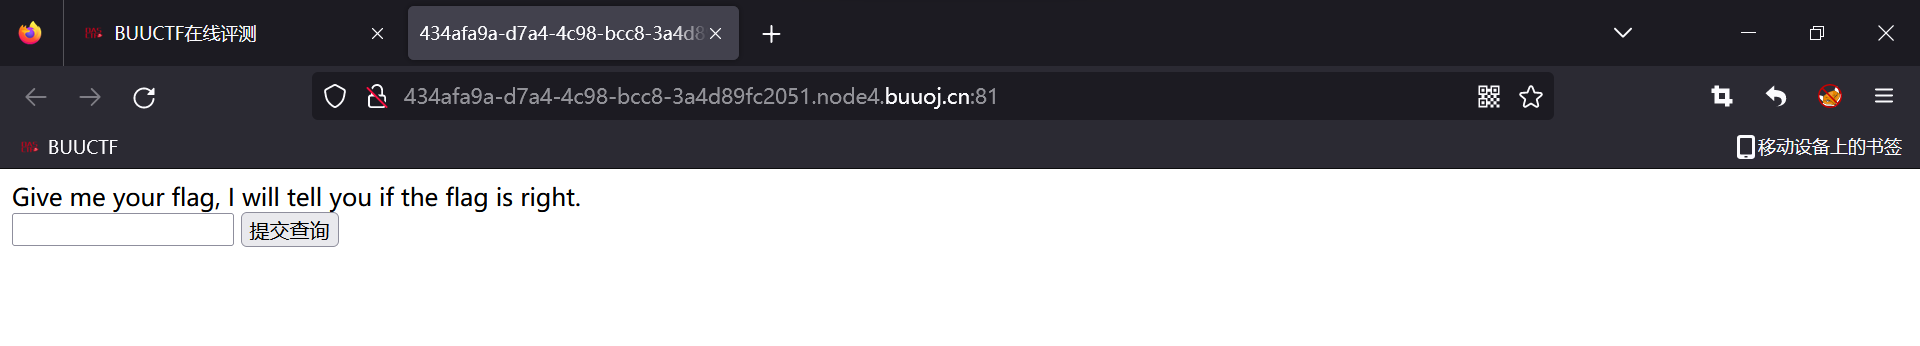 BUUCTF在线评测
434afa9a-d7a4-4c98-bcc8-3a4d8
434afa9a-d7a4-4c98-bcc8-3a4d89fc2051.node4.buuoj.cn:81
BUUCTF
移动设备上的书签
Give me your flag, I will tell you if the flag is right.
提交查询